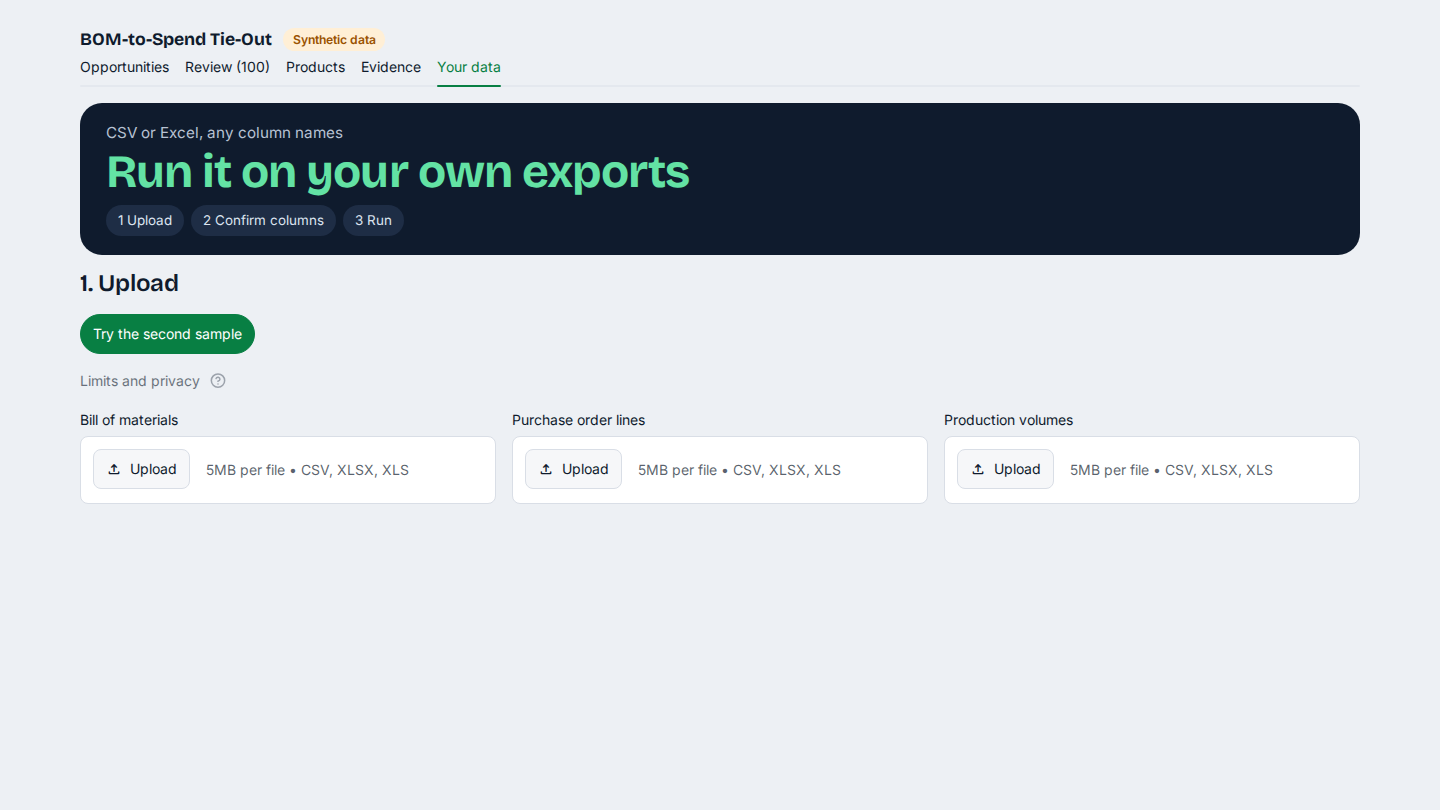 BOM-to-Spend Tie-Out Synthetic data
Opportunities Review (100) Products Evidence Your data
CSV or Excel, any column names
Run it on your own exports
1 Upload 2 Confirm columns 3 Run
1. Upload
Try the second sample
Limits and privacy ?
Bill of materials Purchase order lines Production volumes
Upload 5MB per file • CSV, XLSX, XLS Upload 5MB per file • CSV, XLSX, XLS Upload 5MB per file • CSV, XLSX, XLS